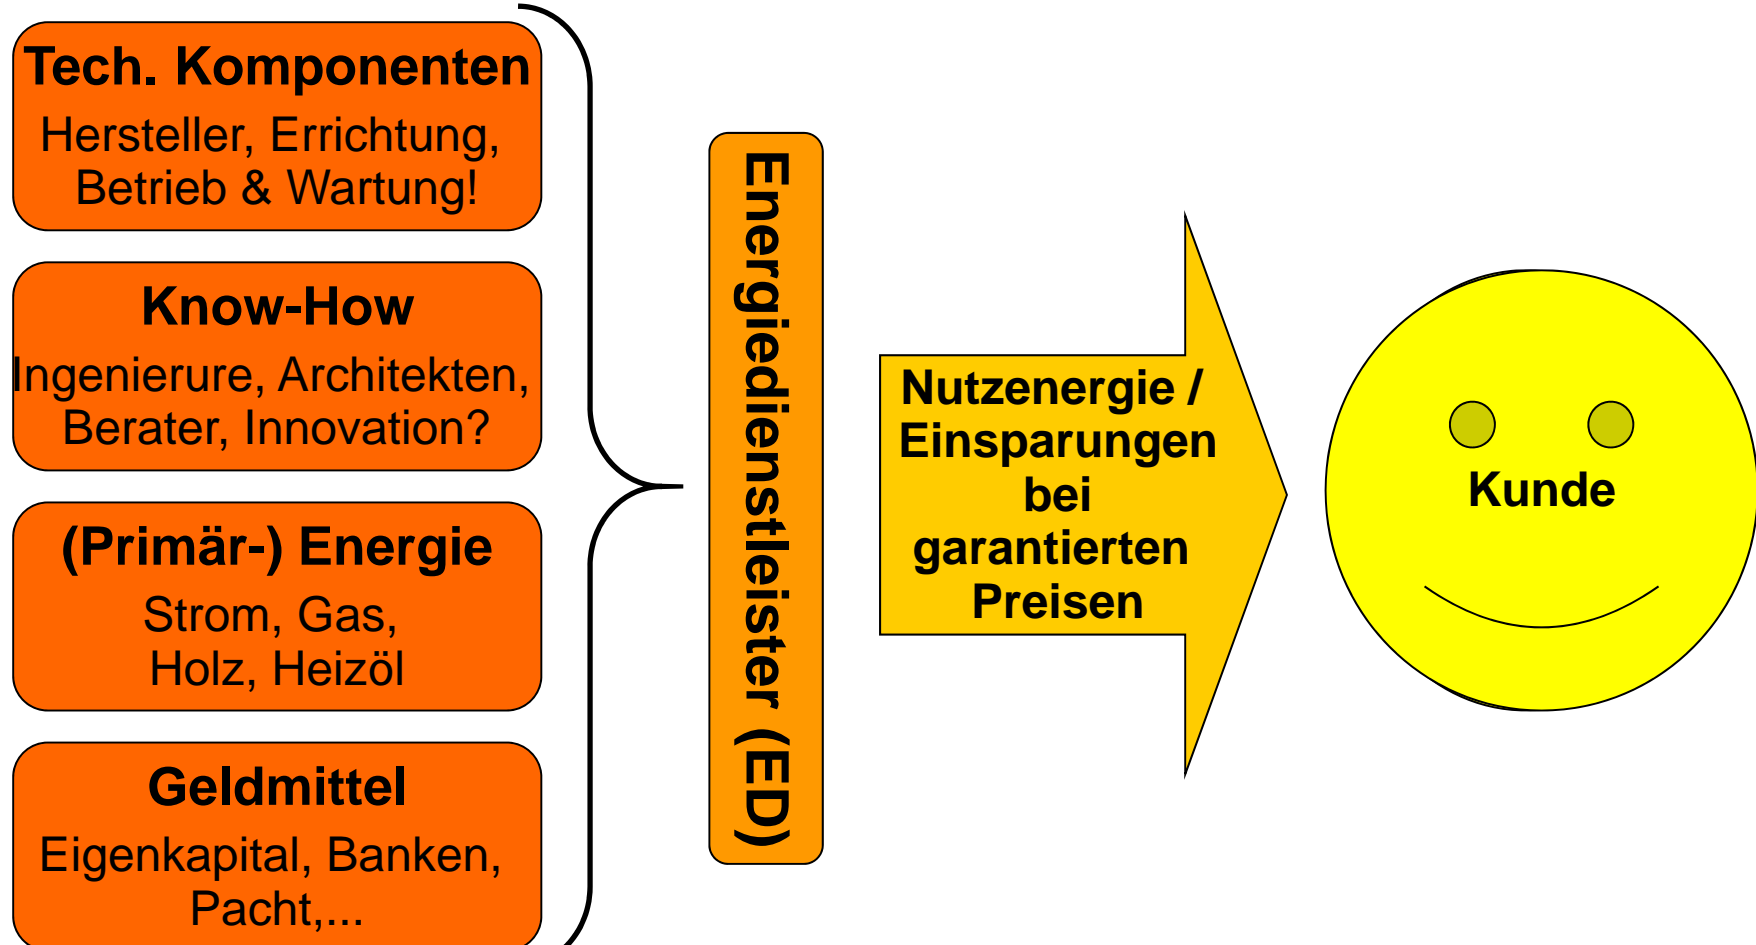 Tech. Komponenten
Hersteller, Errichtung,
Betrieb & Wartung!
Know-How
Ingenierure, Architekten,
Berater, Innovation?
(Primär-) Energie
Strom, Gas,
Holz, Heizöl
Geldmittel
Eigenkapital, Banken,
Pacht,...
Energiedienstleister (ED)
Nutzenergie /
Einsparungen
bei
garantierten
Preisen
Kunde